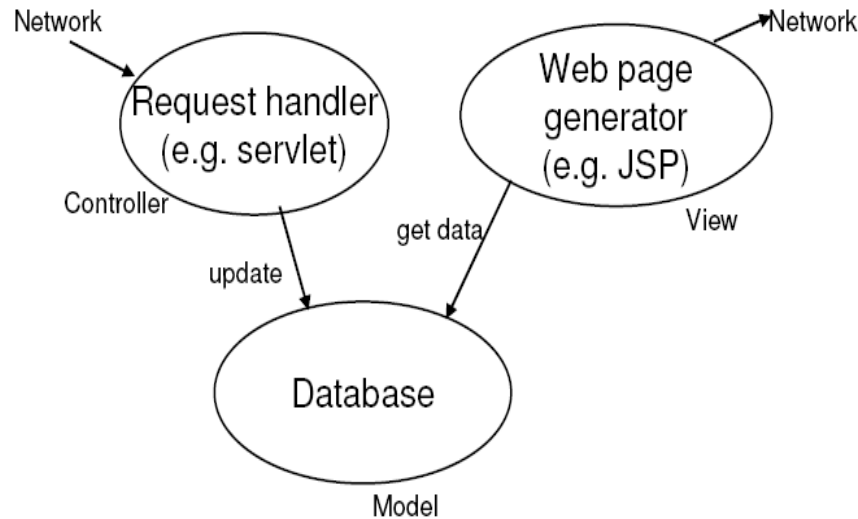 Network
Network
Request handler
(e.g. servlet)
Web page
generator
(e.g. JSP)
Controller
View
get data
update
Database
Model